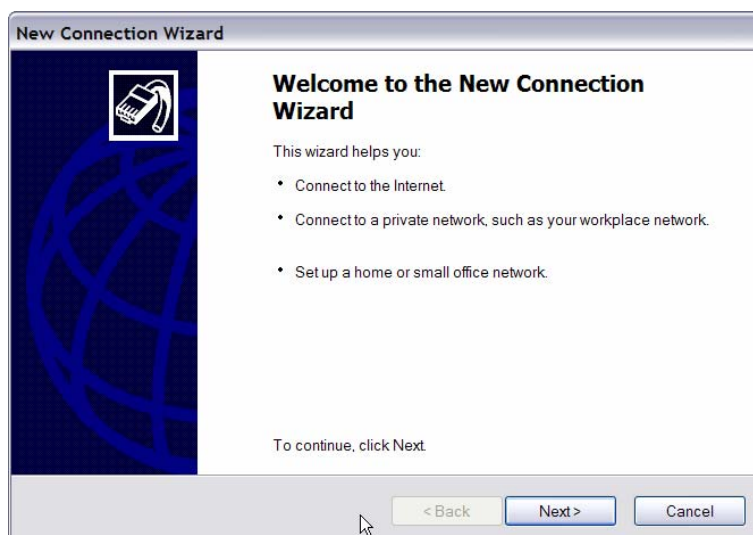 New Connection Wizard
Welcome to the New Connection
Wizard
This wizard helps you:
• Connect to the Internet.
• Connect to a private network, such as your workplace network.
• Set up a home or small office network.
To continue, click Next.
< Back Next > Cancel